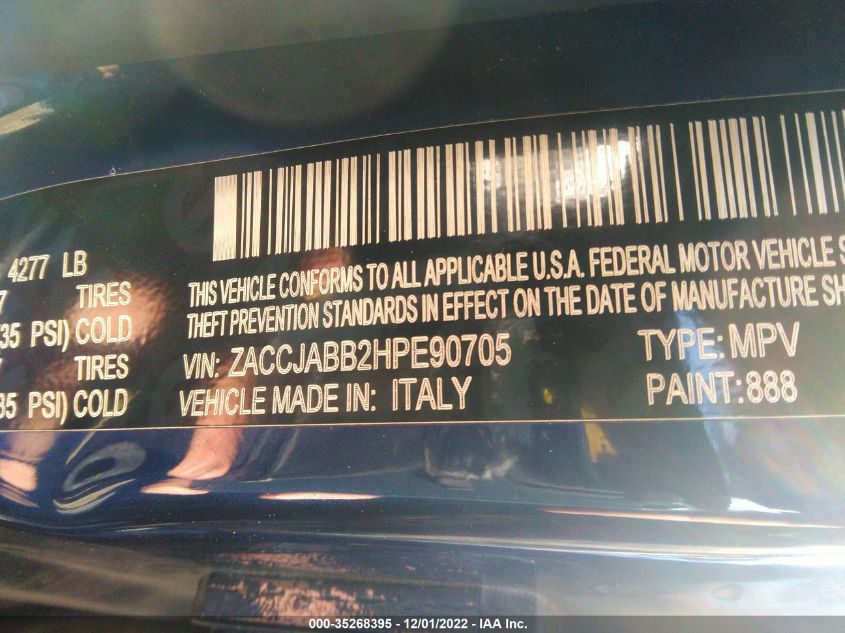 4277 LB
TIRES
35 PSI) COLD
TIRES
35 PSI) COLD
THIS VEHICLE CONFORMS TO ALL APPLICABLE U.S.A. FEDERAL MOTOR VEHICLE S
THEFT PREVENTION STANDARDS IN EFFECT ON THE DATE OF MANUFACTURE SH
VIN: ZACCJABB2HPE90705 TYPE: MPV
VEHICLE MADE IN: ITALY PAINT:888
000-35268395 - 12/01/2022 - IAA Inc.